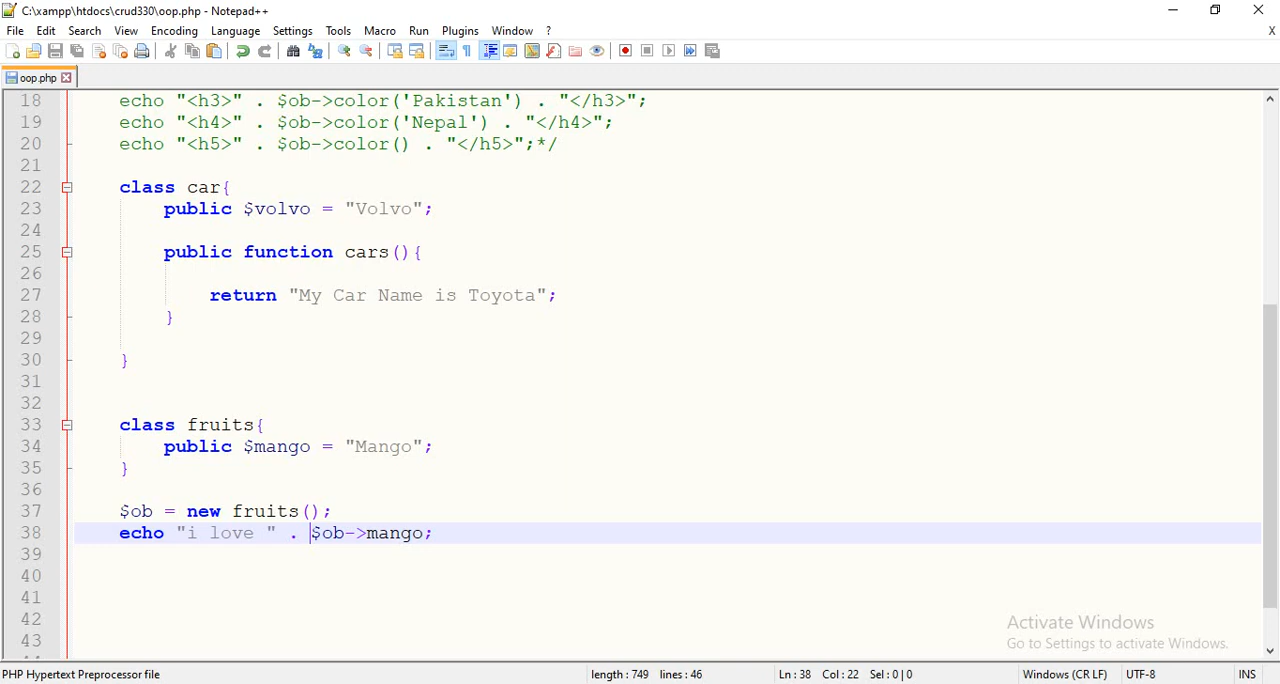 C:\xampp\htdocs\crud330\oop.php - Notepad++
File Edit Search View Encoding Language Settings Tools Macro Run Plugins Window ? X
oop.php
18 echo "<h3>" . $ob->color('Pakistan') . "</h3>";
19 echo "<h4>" . $ob->color('Nepal') . "</h4>";
20 echo "<h5>" . $ob->color() . "</h5>";*/
21
22 class car{
23 public $volvo = "Volvo";
24
25 public function cars(){
26
27 return "My Car Name is Toyota";
28 }
29
30 }
31
32
33 class fruits{
34 public $mango = "Mango";
35 }
36
37 $ob = new fruits();
38 echo "i love " . $ob->mango;
39
40
41
42
43
Activate Windows
Go to Settings to activate Windows.
PHP Hypertext Preprocessor file length : 749 lines : 46 Ln : 38 Col : 22 Sel : 0 | 0 Windows (CR LF) UTF-8 INS